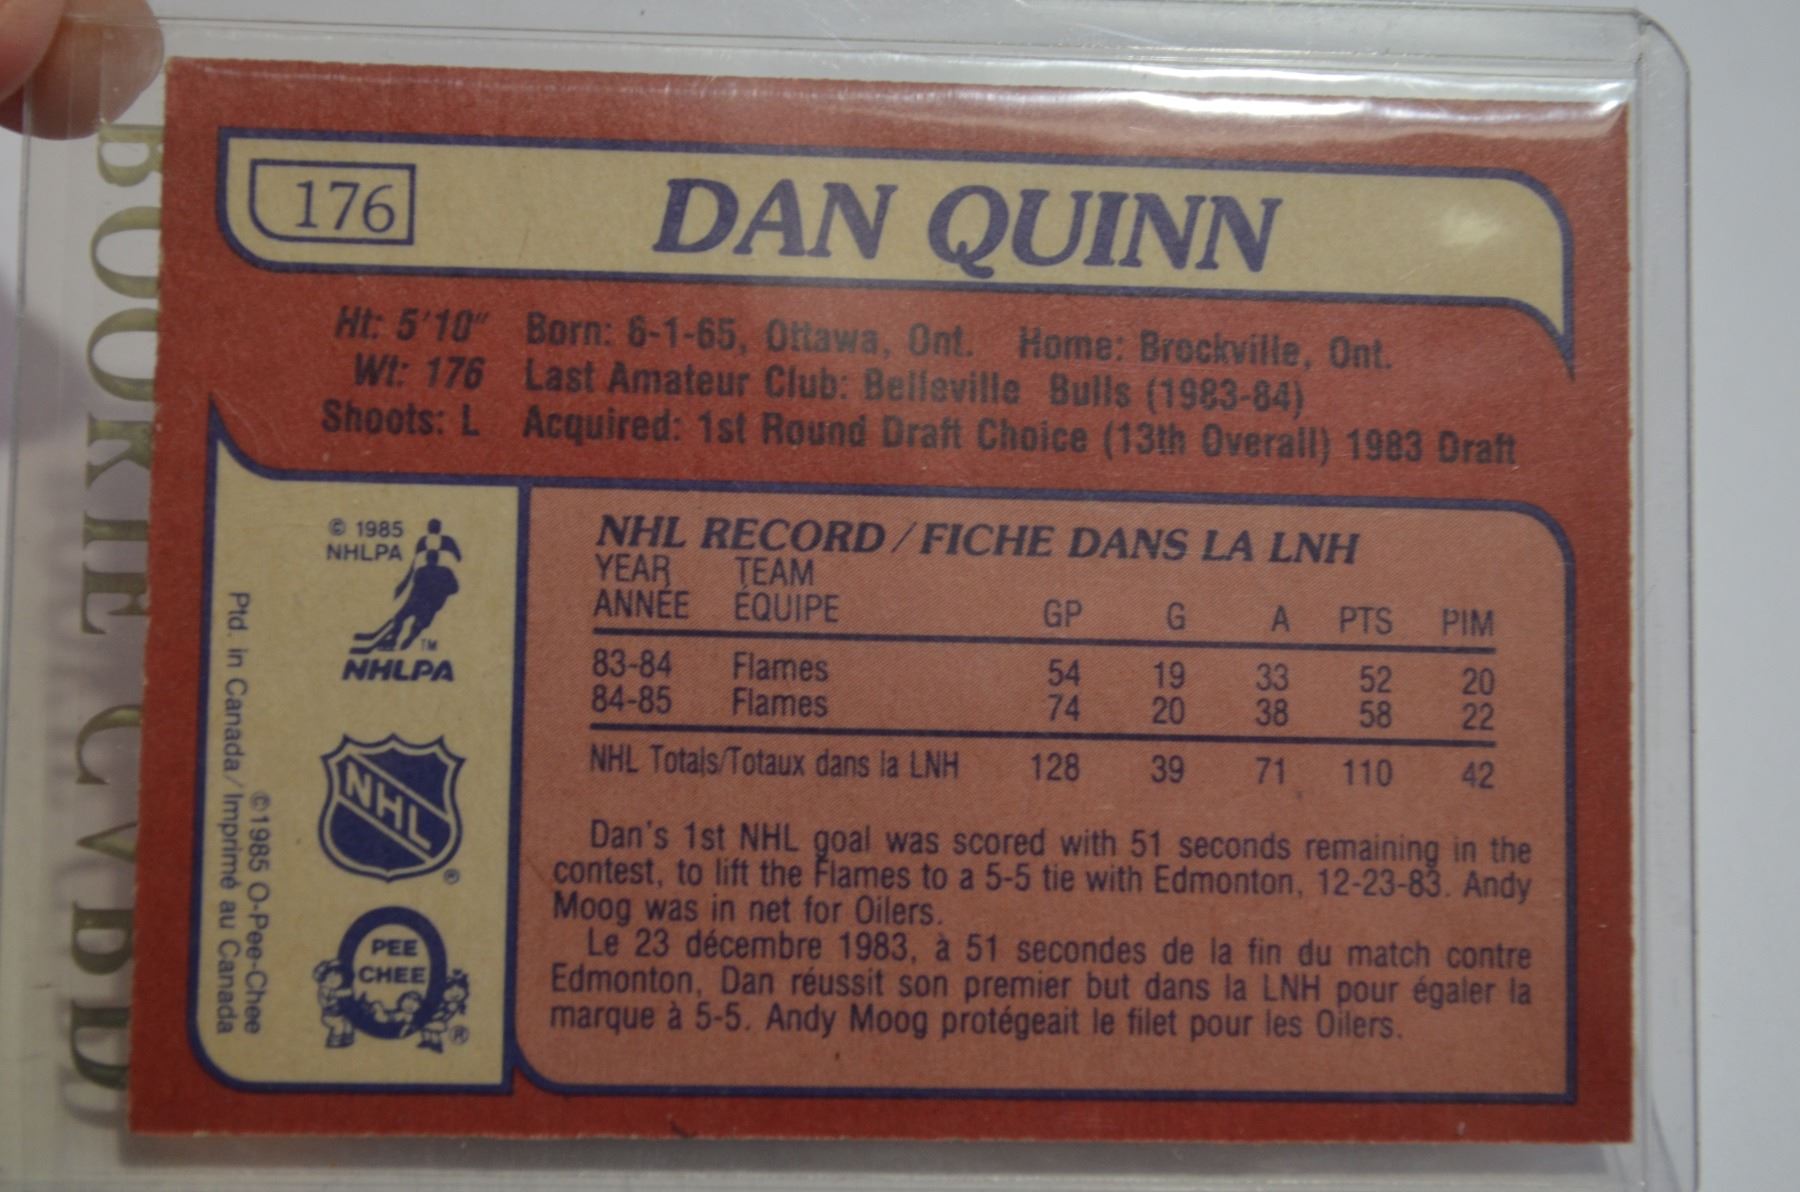 176
DAN QUINN
Ht: 5'10" Born: 6-1-65, Ottawa, Ont. Home: Brockville, Ont.
Wt: 176 Last Amateur Club: Belleville Bulls (1983-84)
Shoots: L Acquired: 1st Round Draft Choice (13th Overall) 1983 Draft
© 1985
NHLPA
TM
NHLPA
NHL
®
PEE
CHEE
®
©1985 O-Pee-Chee
Ptd. in Canada/Imprimé au Canada
NHL RECORD/FICHE DANS LA LNH
YEAR TEAM
ANNÉE ÉQUIPE GP G A PTS PIM
83-84 Flames 54 19 33 52 20
84-85 Flames 74 20 38 58 22
NHL Totals/Totaux dans la LNH 128 39 71 110 42
Dan's 1st NHL goal was scored with 51 seconds remaining in the
contest, to lift the Flames to a 5-5 tie with Edmonton, 12-23-83. Andy
Moog was in net for Oilers.
Le 23 décembre 1983, à 51 secondes de la fin du match contre
Edmonton, Dan réussit son premier but dans la LNH pour égaler la
marque à 5-5. Andy Moog protégeait le filet pour les Oilers.
ROOKIE CARD